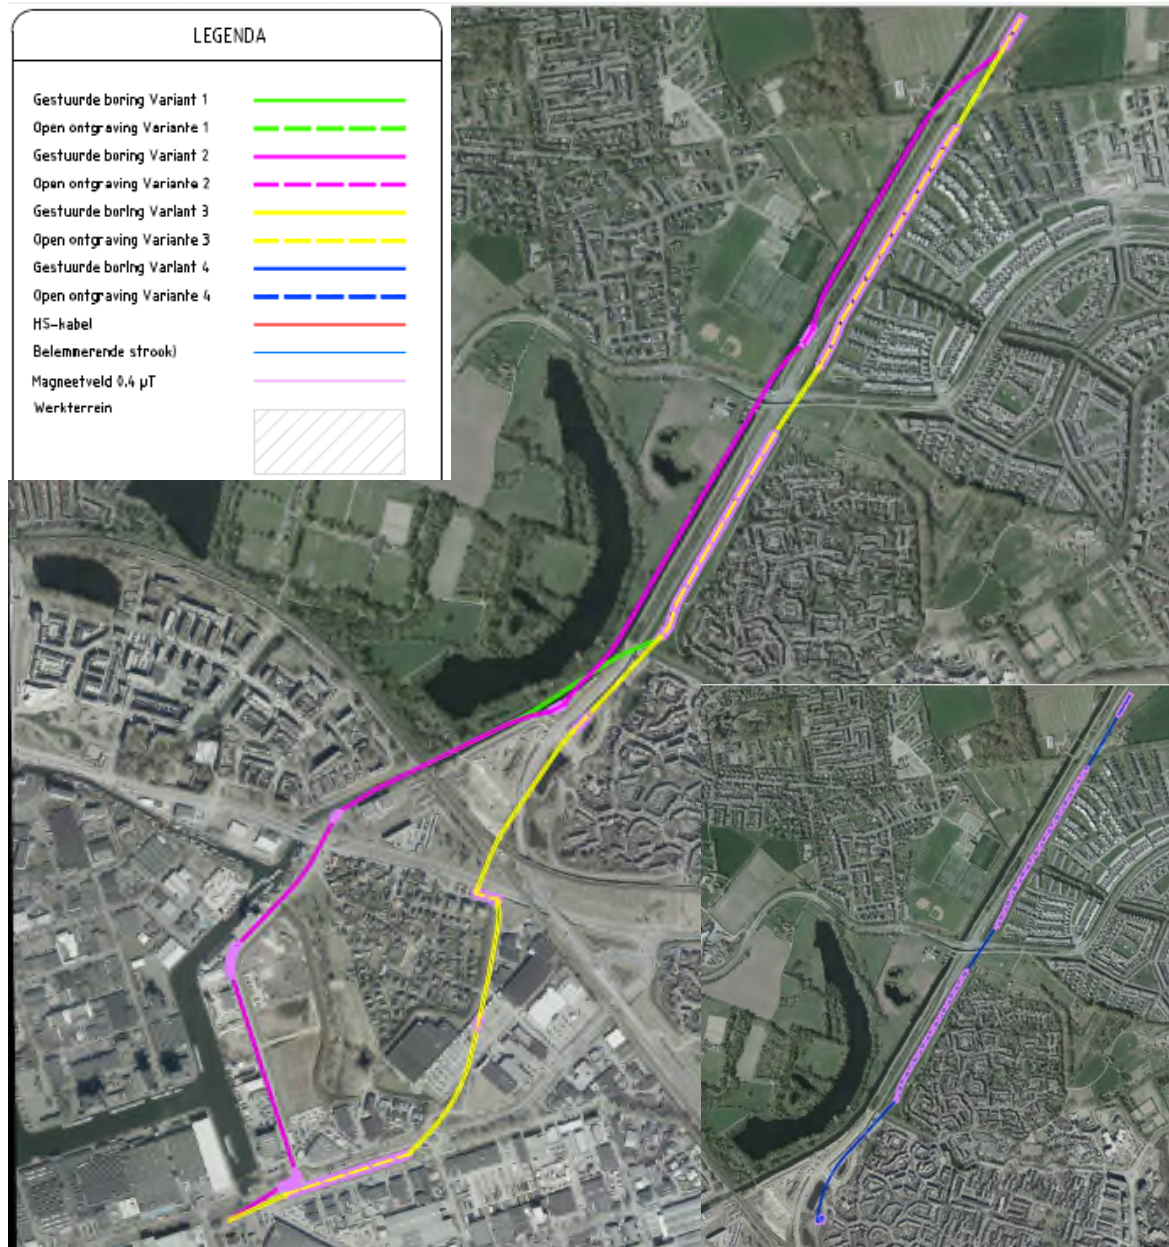 LEGENDA
Gestuurde boring Variant 1
Open ontgraving Variante 1
Gestuurde boring Variant 2
Open ontgraving Variante 2
Gestuurde boring Variant 3
Open ontgraving Variante 3
Gestuurde boring Variant 4
Open ontgraving Variante 4
HS-kabel
Belemmerende strook)
Magneetveld 0.4 µT
Werkterrein